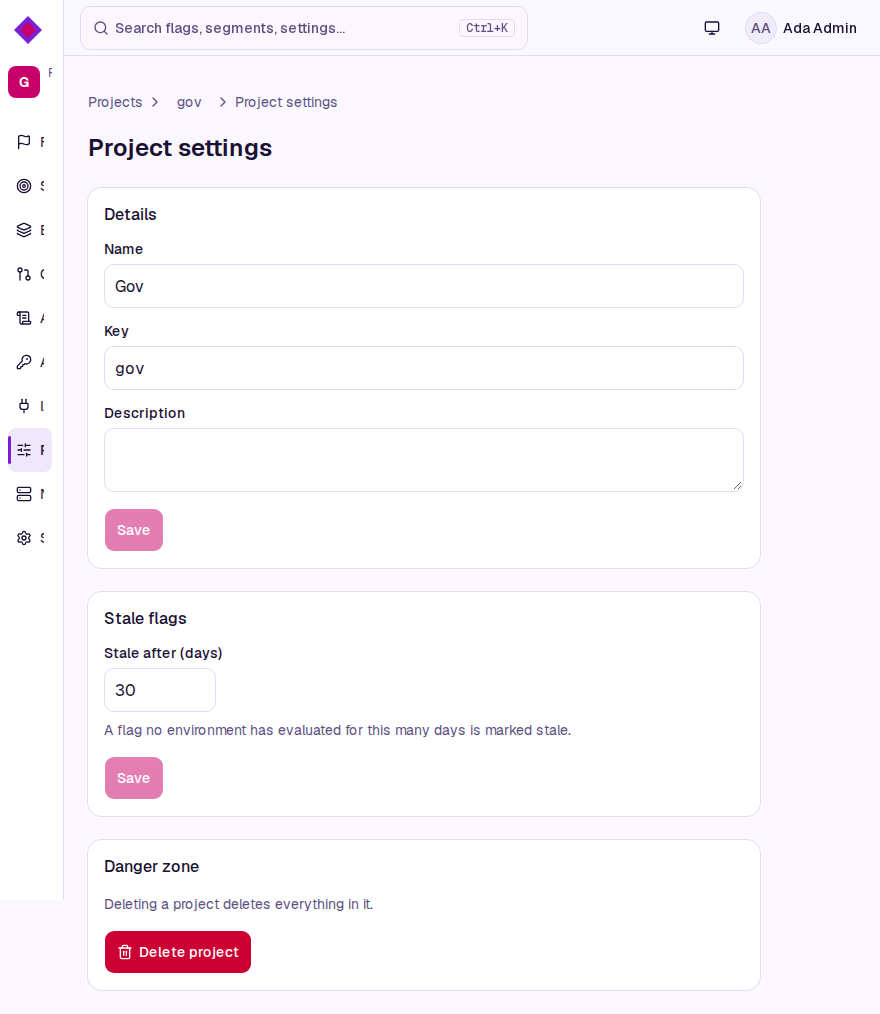 Search flags, segments, settings...
Ctrl+K
AA
Ada Admin
G
Projects
gov
Project settings
Project settings
Details
Name
Gov
Key
gov
Description
Save
Stale flags
Stale after (days)
30
A flag no environment has evaluated for this many days is marked stale.
Save
Danger zone
Deleting a project deletes everything in it.
Delete project